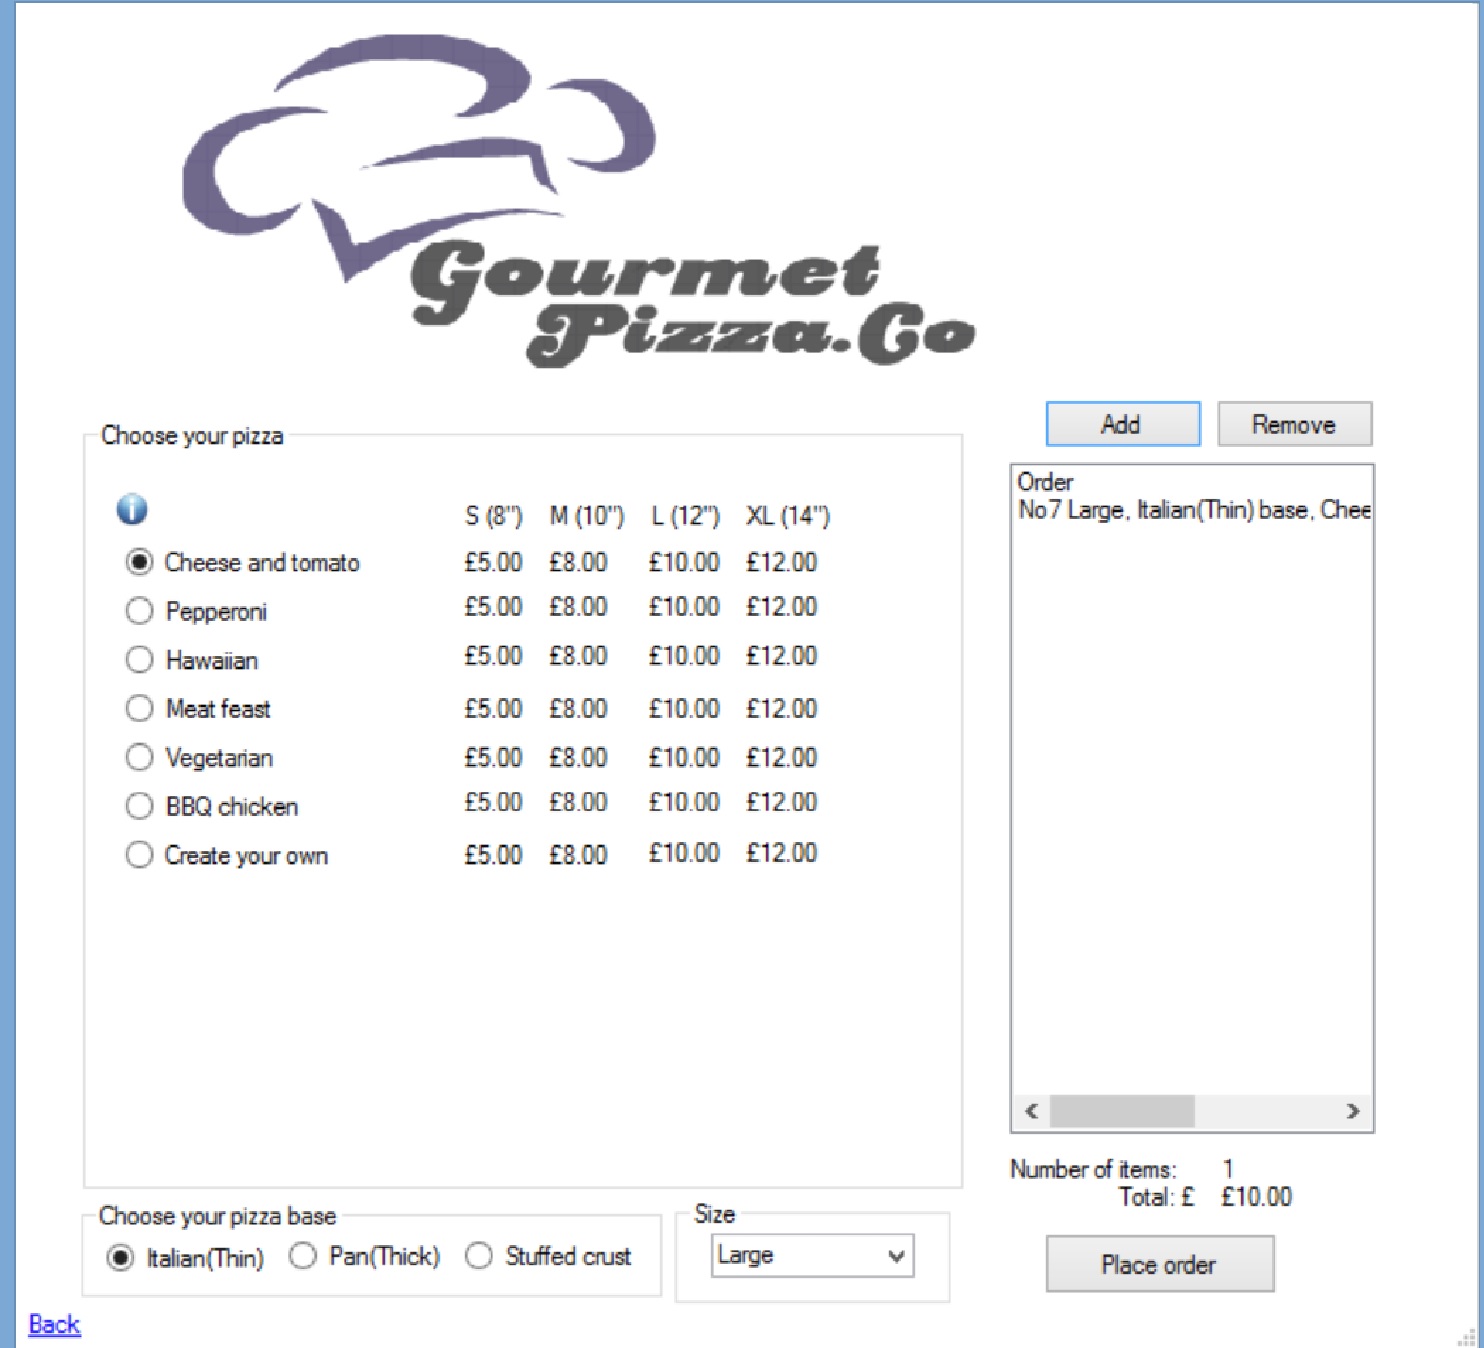 Gourmet
Pizza.Co
Add Remove
Choose your pizza
Order
No7 Large, Italian(Thin) base, Chee
S (8") M (10") L (12") XL (14")
Cheese and tomato £5.00 £8.00 £10.00 £12.00
Pepperoni £5.00 £8.00 £10.00 £12.00
Hawaiian £5.00 £8.00 £10.00 £12.00
Meat feast £5.00 £8.00 £10.00 £12.00
Vegetarian £5.00 £8.00 £10.00 £12.00
BBQ chicken £5.00 £8.00 £10.00 £12.00
Create your own £5.00 £8.00 £10.00 £12.00
Number of items: 1
Total: £ £10.00
Choose your pizza base
Italian(Thin) Pan(Thick) Stuffed crust
Size
Large
Place order
Back